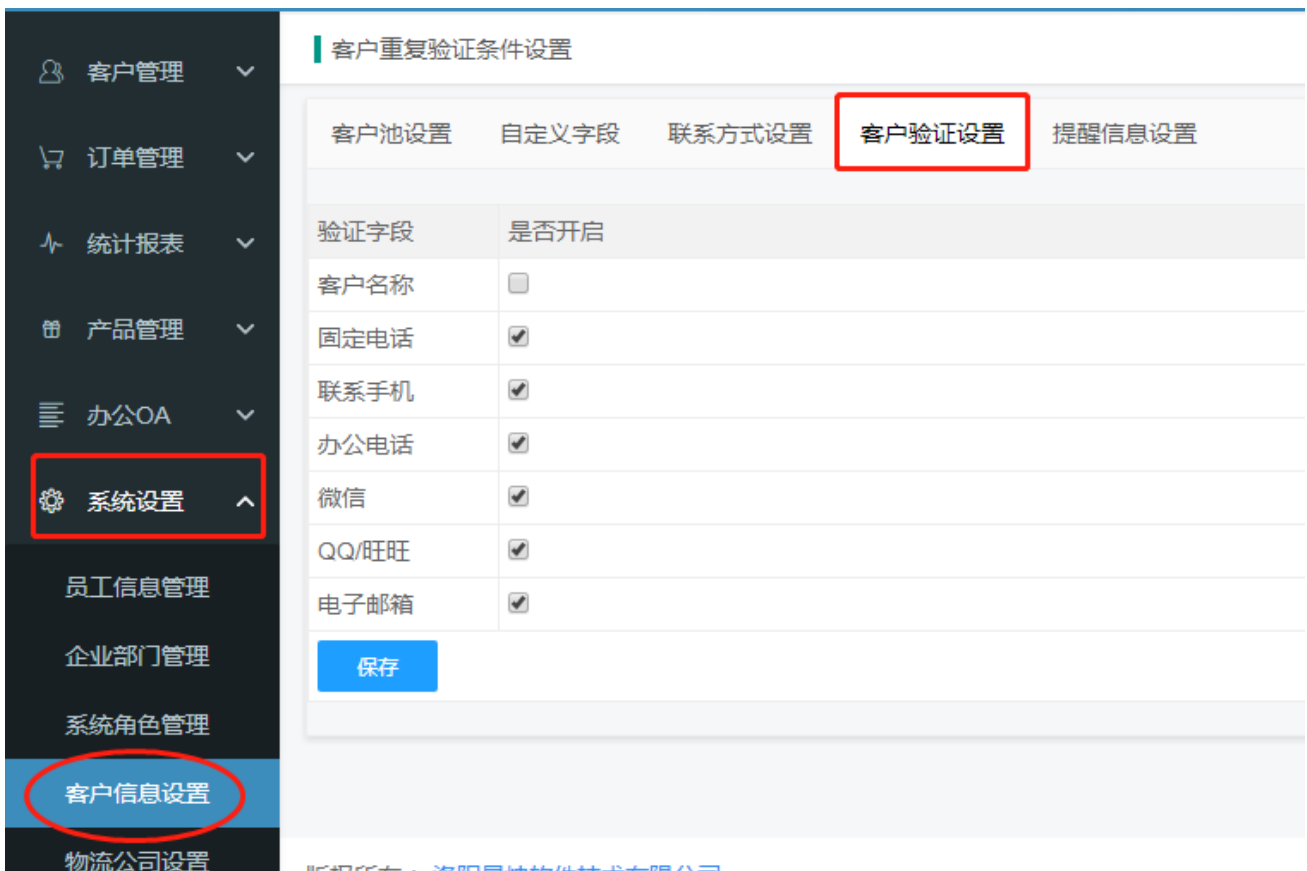 客户管理
订单管理
统计报表
产品管理
办公OA
系统设置
员工信息管理
企业部门管理
系统角色管理
客户信息设置
物流公司设置
客户重复验证条件设置
客户池设置 自定义字段 联系方式设置 客户验证设置 提醒信息设置
验证字段 是否开启
客户名称
固定电话
联系手机
办公电话
微信
QQ/旺旺
电子邮箱
保存